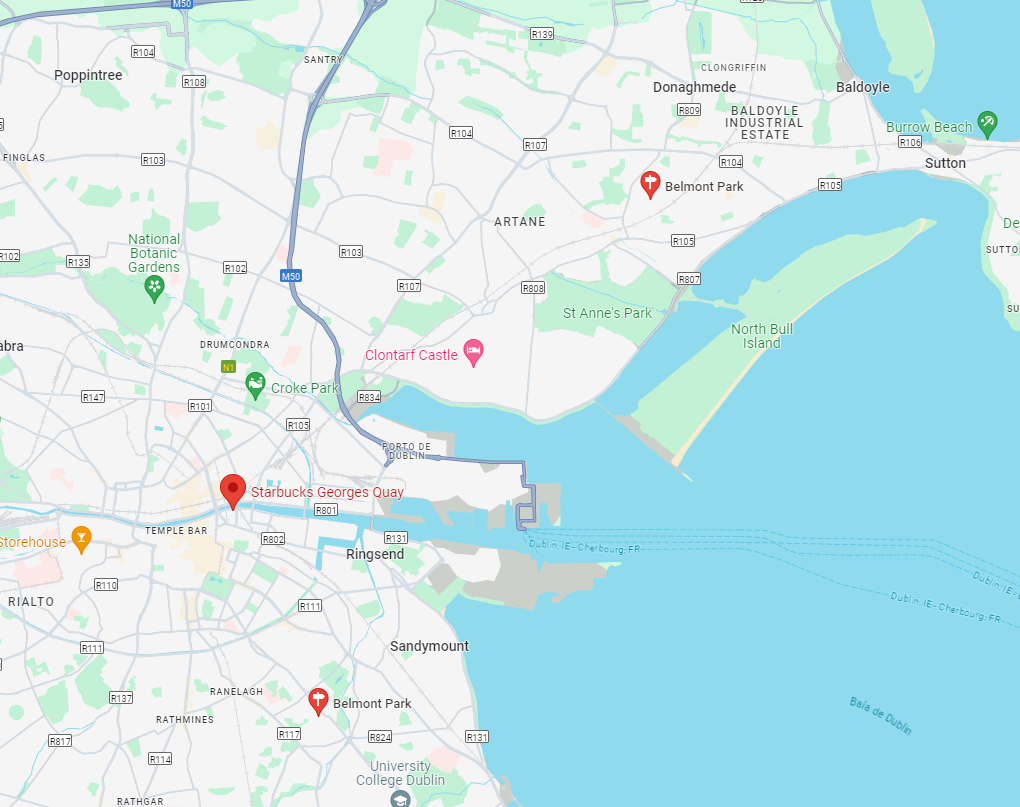 M50
R139
R104
SANTRY
Poppintree
R108
CLONGRIFFIN
Donaghmede
Baldoyle
R809
BALDOYLE
INDUSTRIAL
ESTATE
Burrow Beach
R104
R107
R106
FINGLAS
R103
R104
Sutton
Belmont Park
R105
ARTANE
National
Botanic
Gardens
R105
R102
R135
R102
R103
M50
R107
R808
R807
St Anne's Park
North Bull
Island
DRUMCONDRA
Clontarf Castle
N1
Croke Park
R147
R834
R101
R105
PORTO DE
DUBLIN
Starbucks Georges Quay
R801
TEMPLE BAR
R802
R131
Storehouse
Ringsend
Dublin, IE - Cherbourg, FR
R110
Dublin, IE - Cherbourg, FR
RIALTO
R111
R111
Sandymount
RANELAGH
R137
Belmont Park
RATHMINES
Baía de Dublin
R117
R824
R131
R817
R114
University
College Dublin
RATHGAR